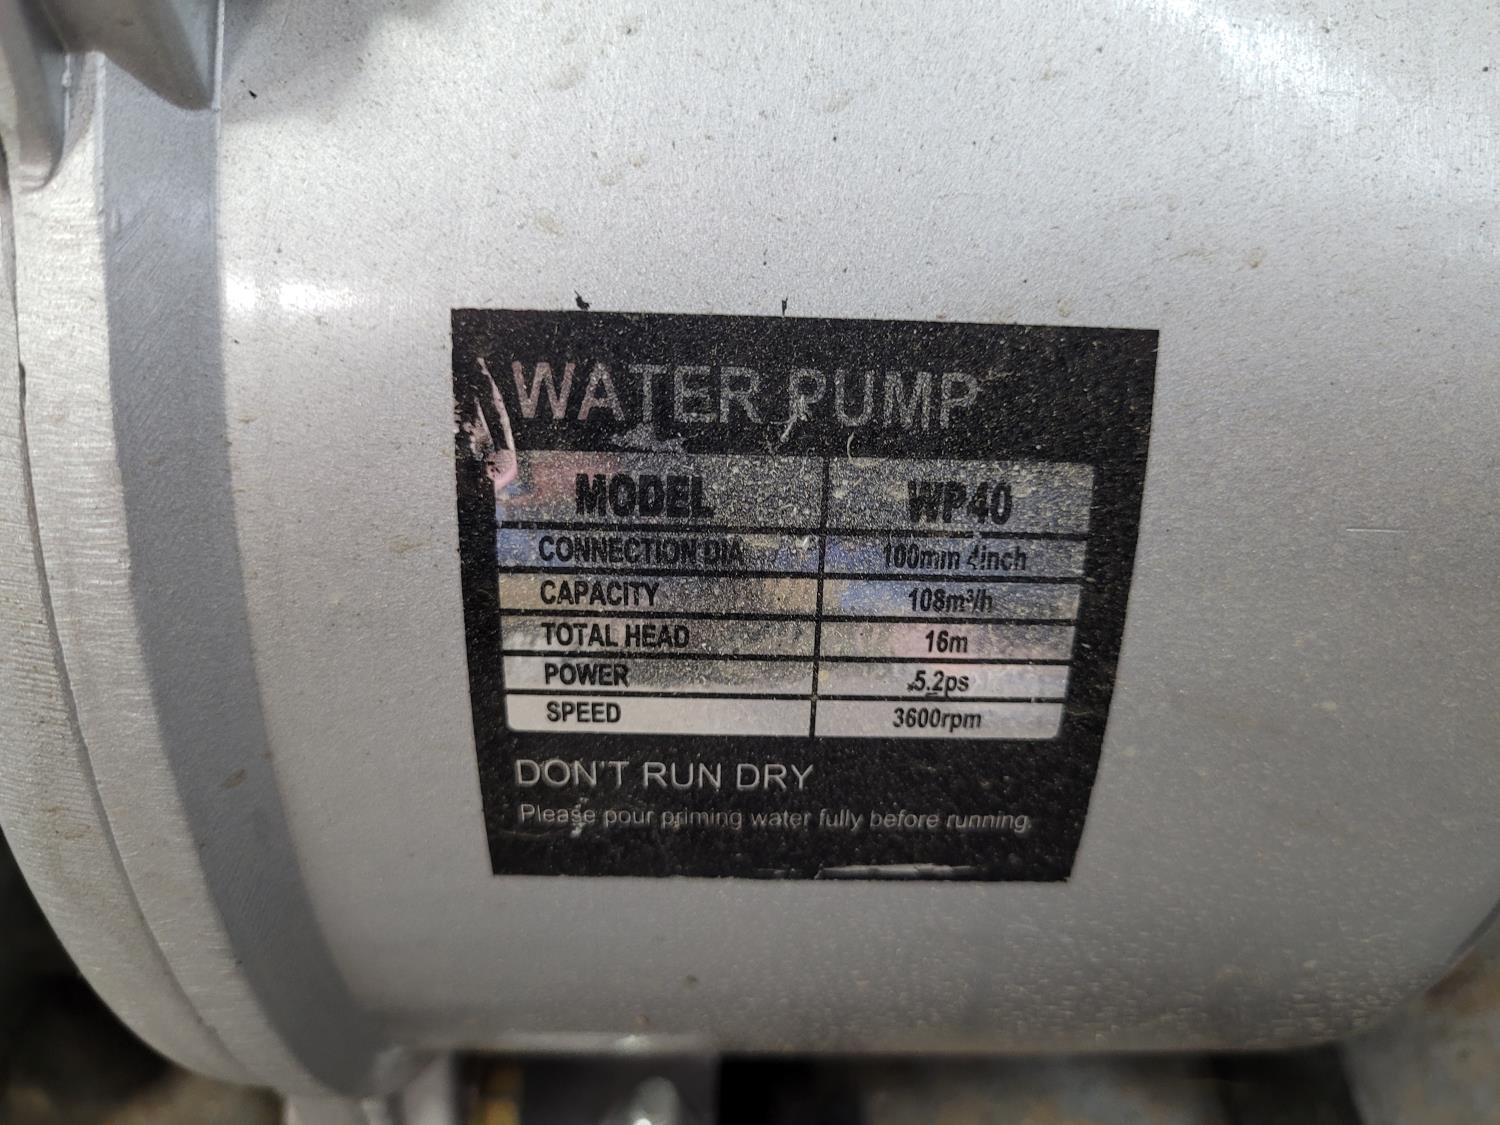 WATER PUMP
MODEL WP40
CONNECTION DIA 100mm 4inch
CAPACITY 108m³/h
TOTAL HEAD 16m
POWER 5.2ps
SPEED 3600rpm
DON'T RUN DRY
Please pour priming water fully before running.